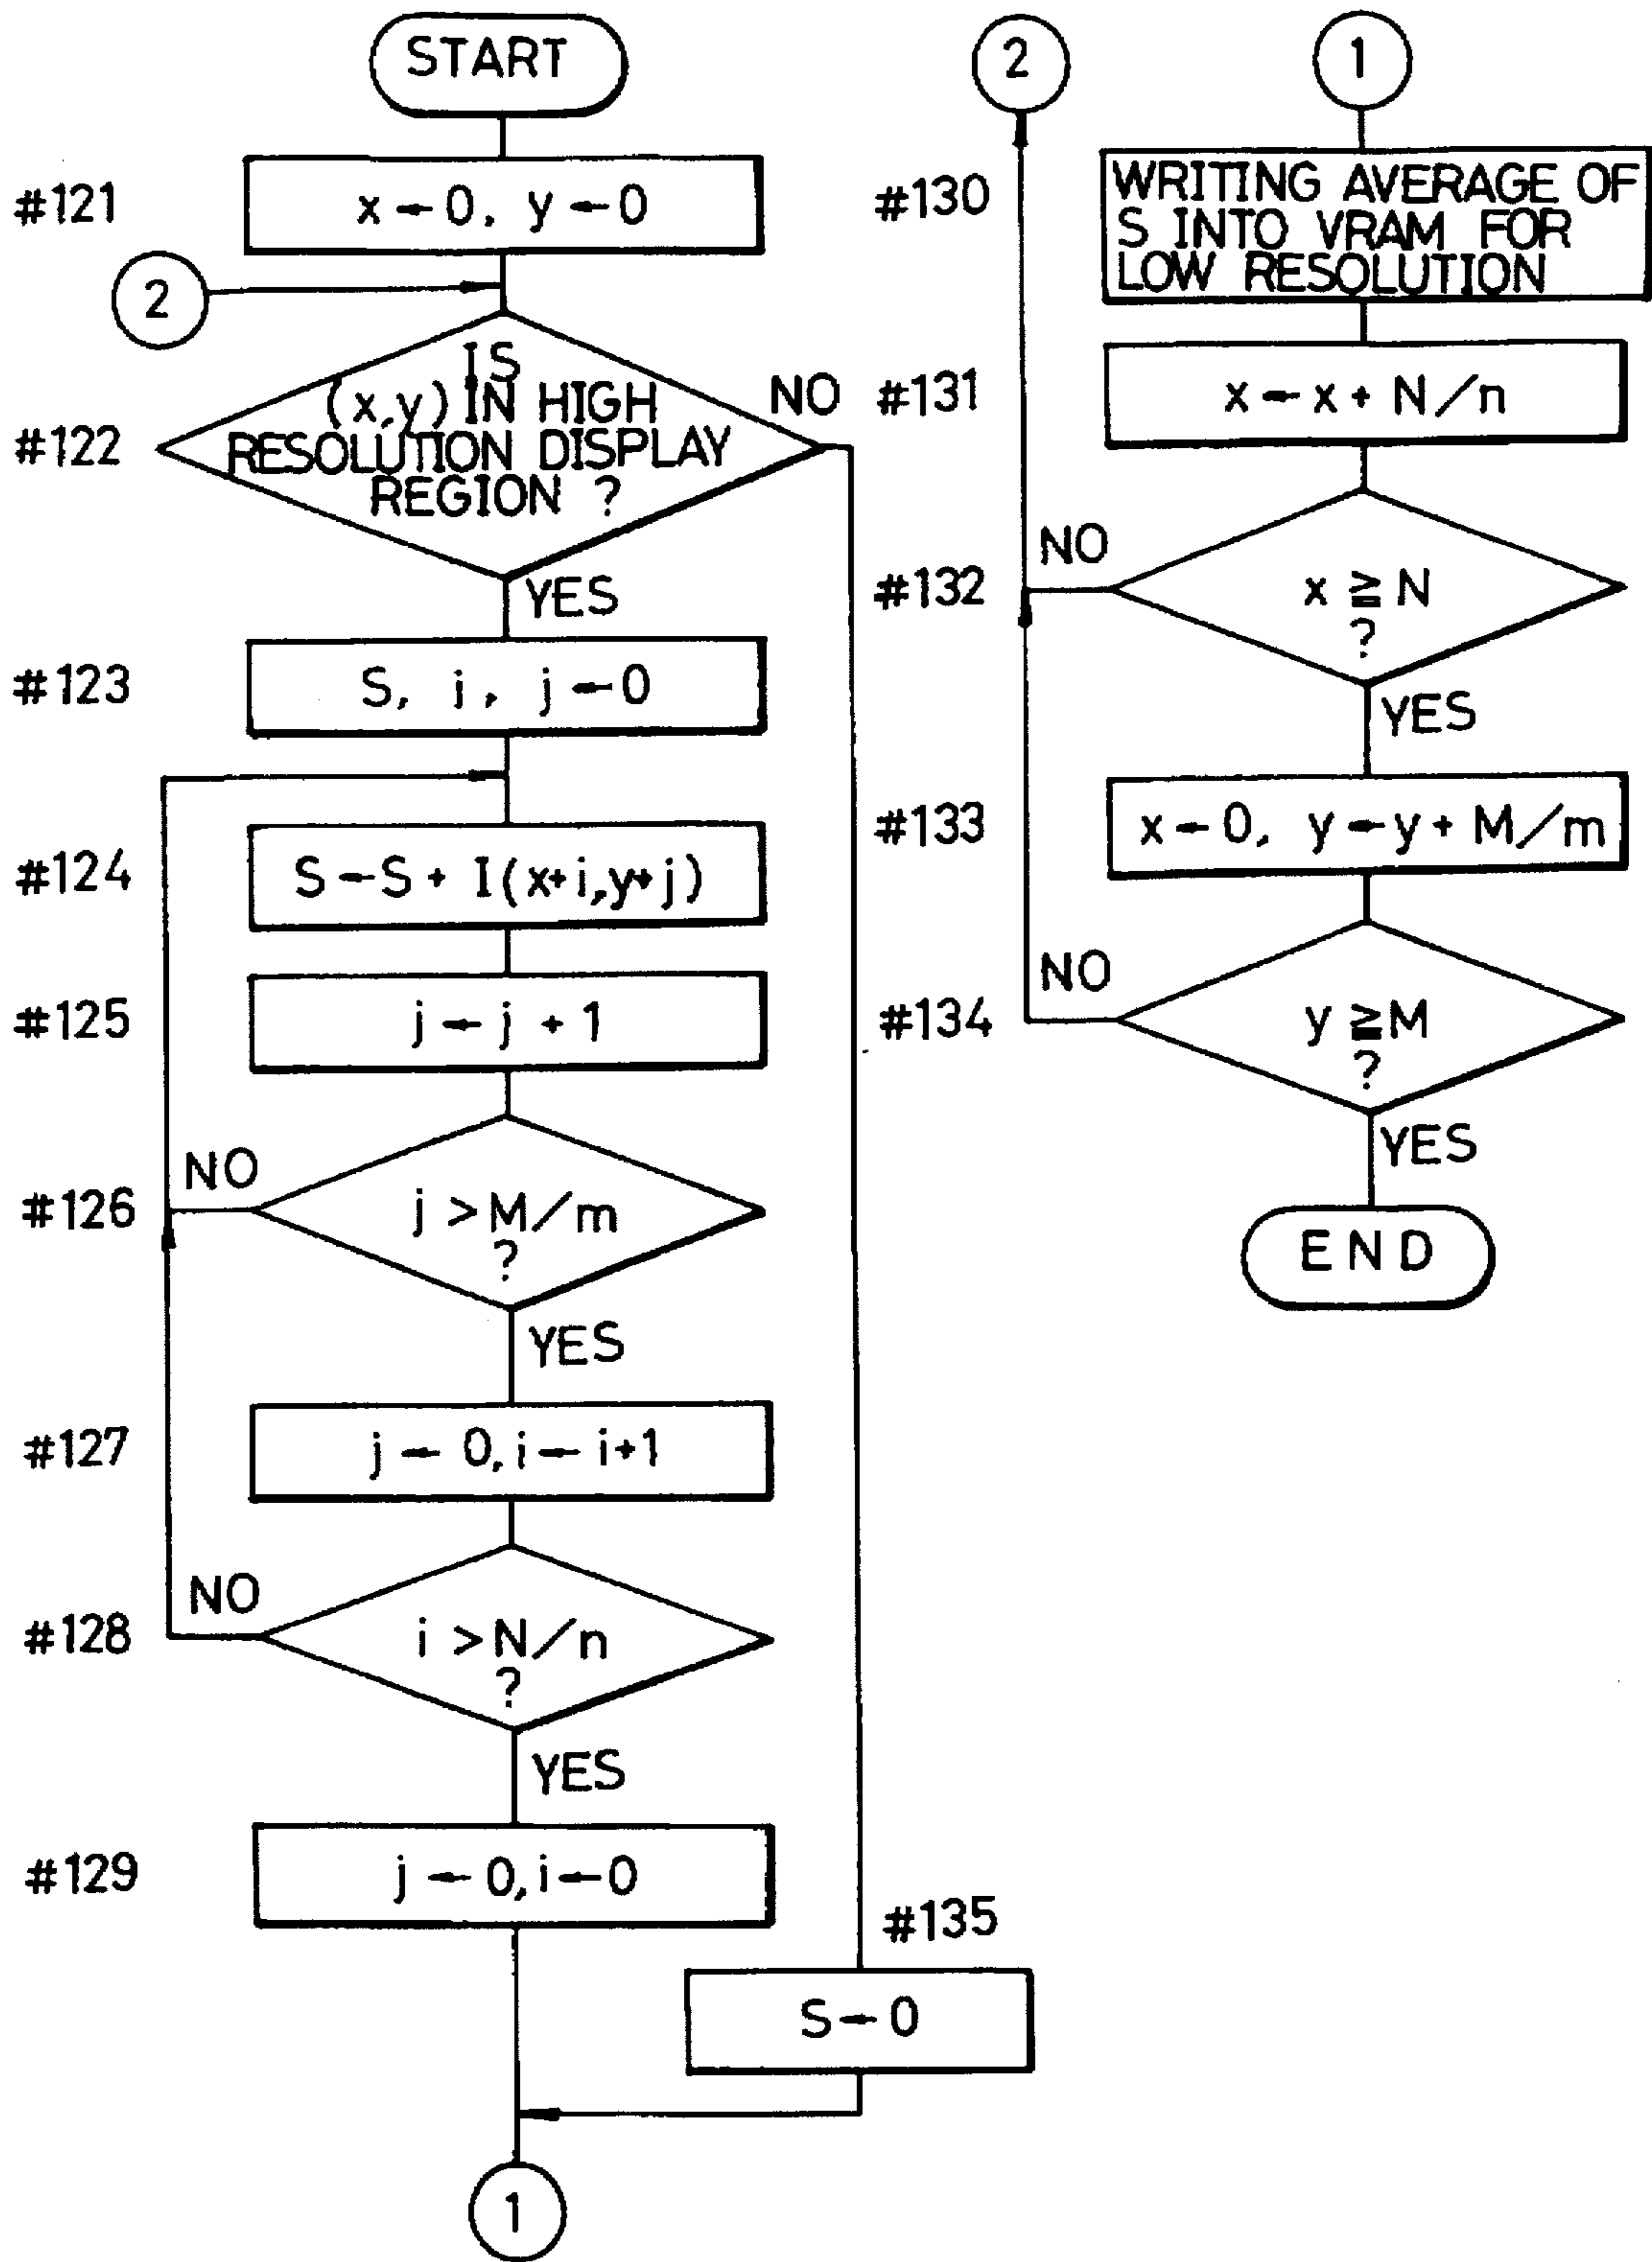 START
#121
x ← 0, y ← 0
2
#122
IS
(x,y) IN HIGH
RESOLUTION DISPLAY
REGION ?
NO
YES
#123
S, i, j ← 0
#124
S ← S + I(x+i,y+j)
#125
j ← j + 1
#126
NO
j > M/m
?
YES
#127
j ← 0, i ← i+1
#128
NO
i > N/n
?
YES
#129
j ← 0, i ← 0
#135
S ← 0
1
2
1
#130
WRITING AVERAGE OF
S INTO VRAM FOR
LOW RESOLUTION
#131
x ← x + N/n
#132
NO
x ≧ N
?
YES
#133
x ← 0, y ← y + M/m
#134
NO
y ≧ M
?
YES
END